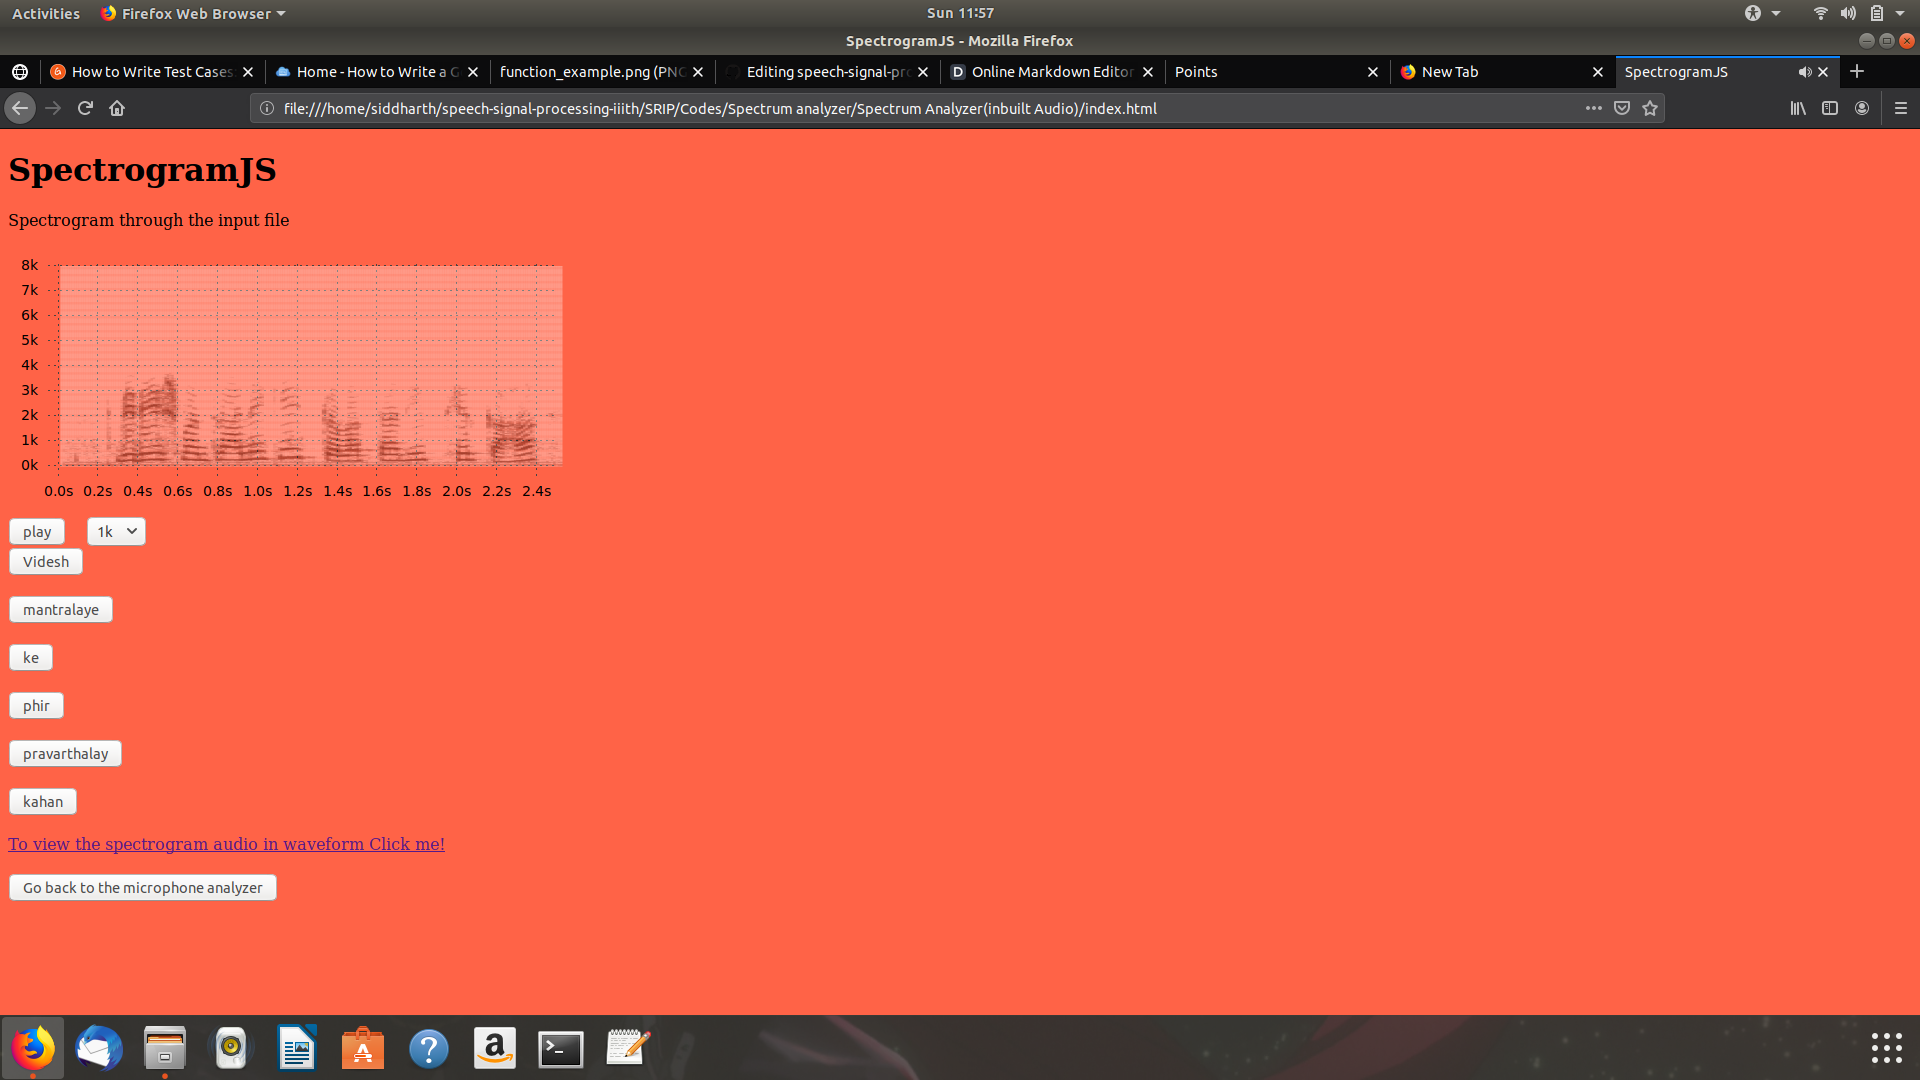 Activities Firefox Web Browser Sun 11:57
SpectrogramJS - Mozilla Firefox
How to Write Test Cases Home - How to Write a G function_example.png (PNG Editing speech-signal-pro Online Markdown Editor Points New Tab SpectrogramJS
file:///home/siddharth/speech-signal-processing-iiith/SRIP/Codes/Spectrum analyzer/Spectrum Analyzer(inbuilt Audio)/index.html
SpectrogramJS
Spectrogram through the input file
8k
7k
6k
5k
4k
3k
2k
1k
0k
0.0s 0.2s 0.4s 0.6s 0.8s 1.0s 1.2s 1.4s 1.6s 1.8s 2.0s 2.2s 2.4s
play 1k
Videsh
mantralaye
ke
phir
pravarthalay
kahan
To view the spectrogram audio in waveform Click me!
Go back to the microphone analyzer